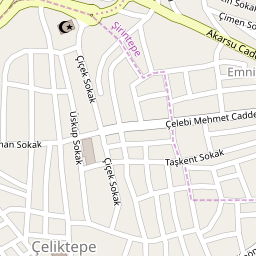 Çiçek Sok
Çimen Sokak
Şirintepe
Akarsu Cadde
Emni
Çiçek Sokak
Üsküp Sokak
Çelebi Mehmet Cadde
man Sokak
Taşkent Sokak
Çiçek Sokak
Çeliktepe